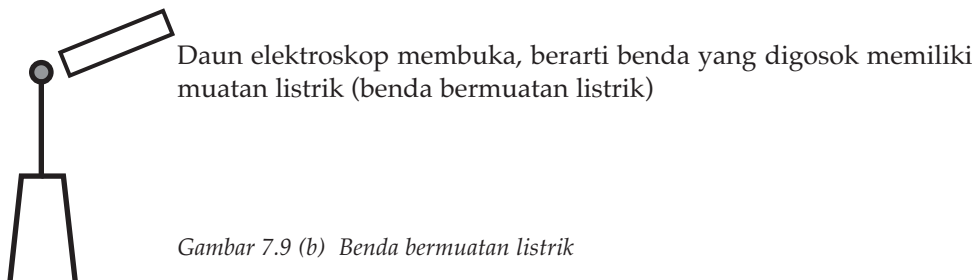 Daun elektroskop membuka, berarti benda yang digosok memiliki
muatan listrik (benda bermuatan listrik)
Gambar 7.9 (b) Benda bermuatan listrik